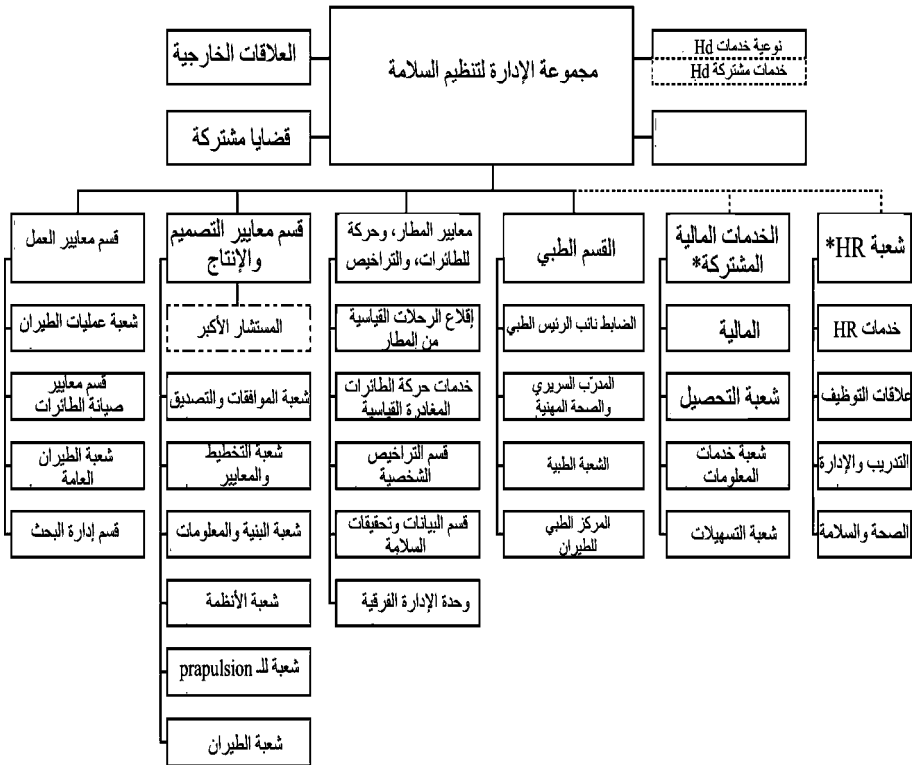 العلاقات الخارجية
مجموعة الإدارة لتنظيم السلامة
نوعية خدمات Hd
خدمات مشتركة Hd
قضايا مشتركة
شعبة HR*
خدمات HR
علاقات التوظيف
التدريب والإدارة
الصحة والسلامة
الخدمات المالية
المشتركة*
المالية
شعبة التحصيل
شعبة خدمات
المعلومات
شعبة التسهيلات
القسم الطبي
الضابط نائب الرئيس الطبي
المدرّب السريري
والصحة المهنية
الشعبة الطبية
المركز الطبي
للطيران
معايير المطار، وحركة
للطائرات، والتراخيص
إقلاع الرحلات القياسية
من المطار
خدمات حركة الطائرات
المغادرة القياسية
قسم التراخيص
الشخصية
قسم البيانات وتحقيقات
السلامة
وحدة الإدارة الفرقية
قسم معايير التصميم
والإنتاج
المستشار الأكبر
شعبة الموافقات والتصديق
شعبة التخطيط
والمعايير
شعبة البنية والمعلومات
شعبة الأنظمة
شعبة للـ prapulsion
شعبة الطيران
قسم معايير العمل
شعبة عمليات الطيران
قسم معايير
صيانة الطائرات
شعبة الطيران
العامة
قسم إدارة البحث